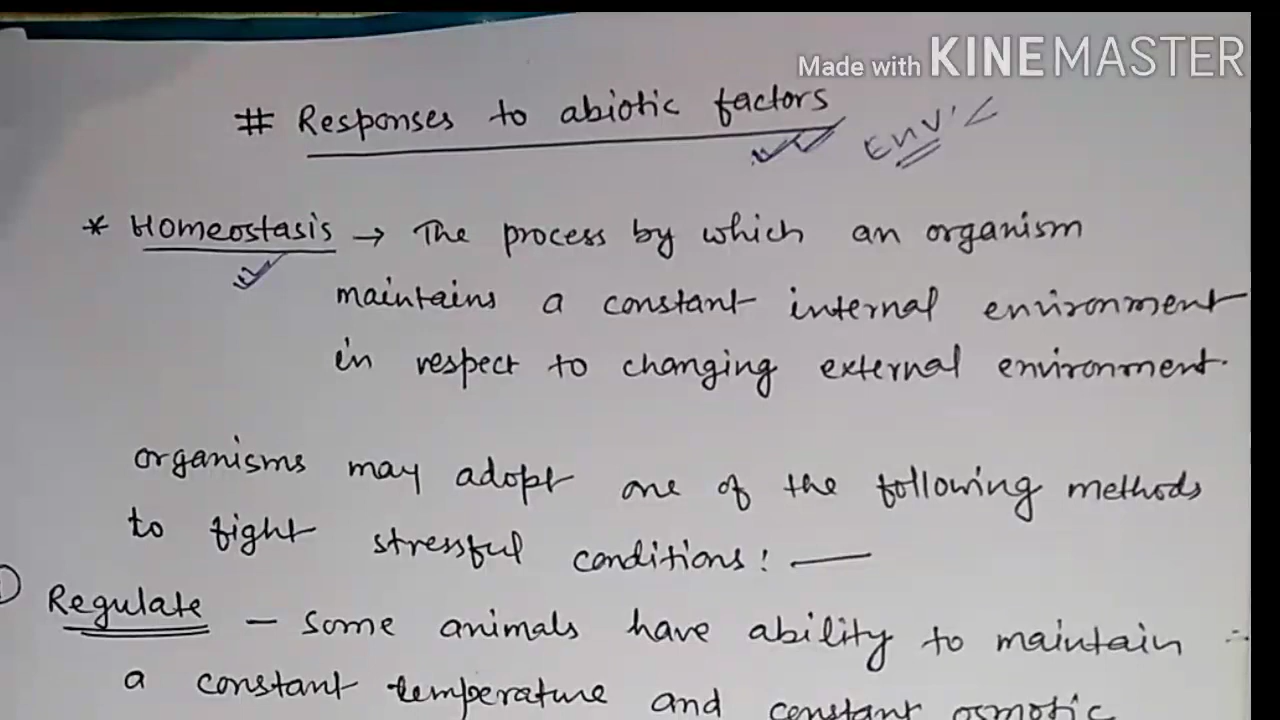 Made with KINEMASTER
# Responses to abiotic factors
* Homeostasis → The process by which an organism
maintains a constant internal environment
in respect to changing external environment.
organisms may adopt one of the following methods
to fight stressful conditions! —
① Regulate - some animals have ability to maintain
a constant temperature and constant osmotic